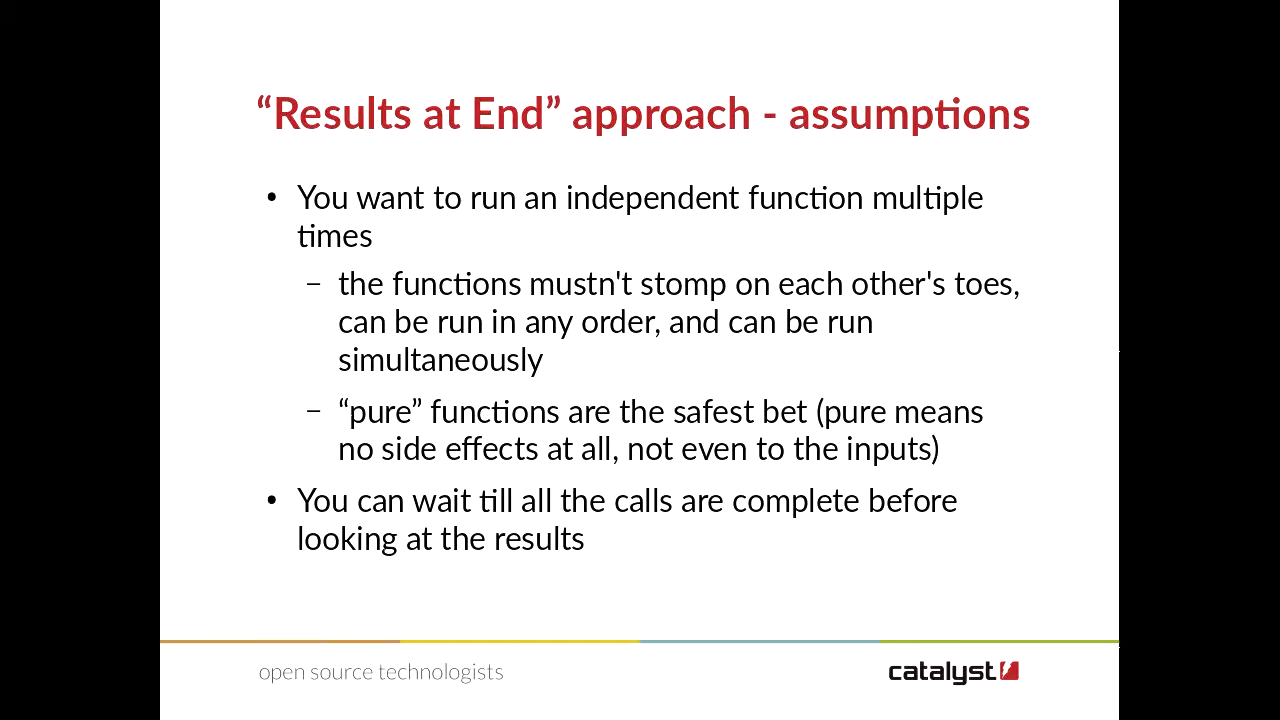 “Results at End” approach - assumptions
• You want to run an independent function multiple
times
– the functions mustn't stomp on each other's toes,
can be run in any order, and can be run
simultaneously
– “pure” functions are the safest bet (pure means
no side effects at all, not even to the inputs)
• You can wait till all the calls are complete before
looking at the results
open source technologists
catalyst